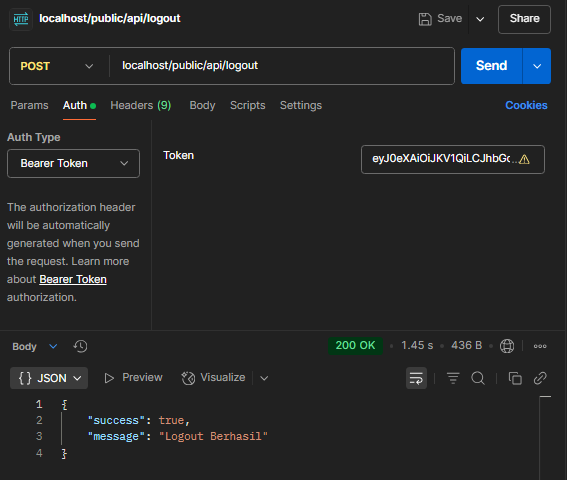 HTTP localhost/public/api/logout Save Share
POST localhost/public/api/logout Send
Params Auth Headers (9) Body Scripts Settings Cookies
Auth Type
Bearer Token
Token eyJ0eXAiOiJKV1QiLCJhbGc...
The authorization header
will be automatically
generated when you send
the request. Learn more
about Bearer Token
authorization.
Body 200 OK • 1.45 s • 436 B
{} JSON Preview Visualize
1 {
2 "success": true,
3 "message": "Logout Berhasil"
4 }